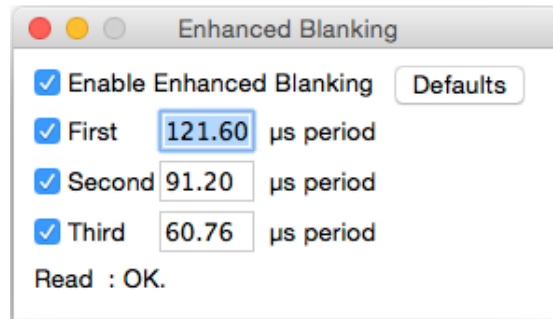 Enhanced Blanking
Enable Enhanced Blanking Defaults
First 121.60 µs period
Second 91.20 µs period
Third 60.76 µs period
Read : OK.